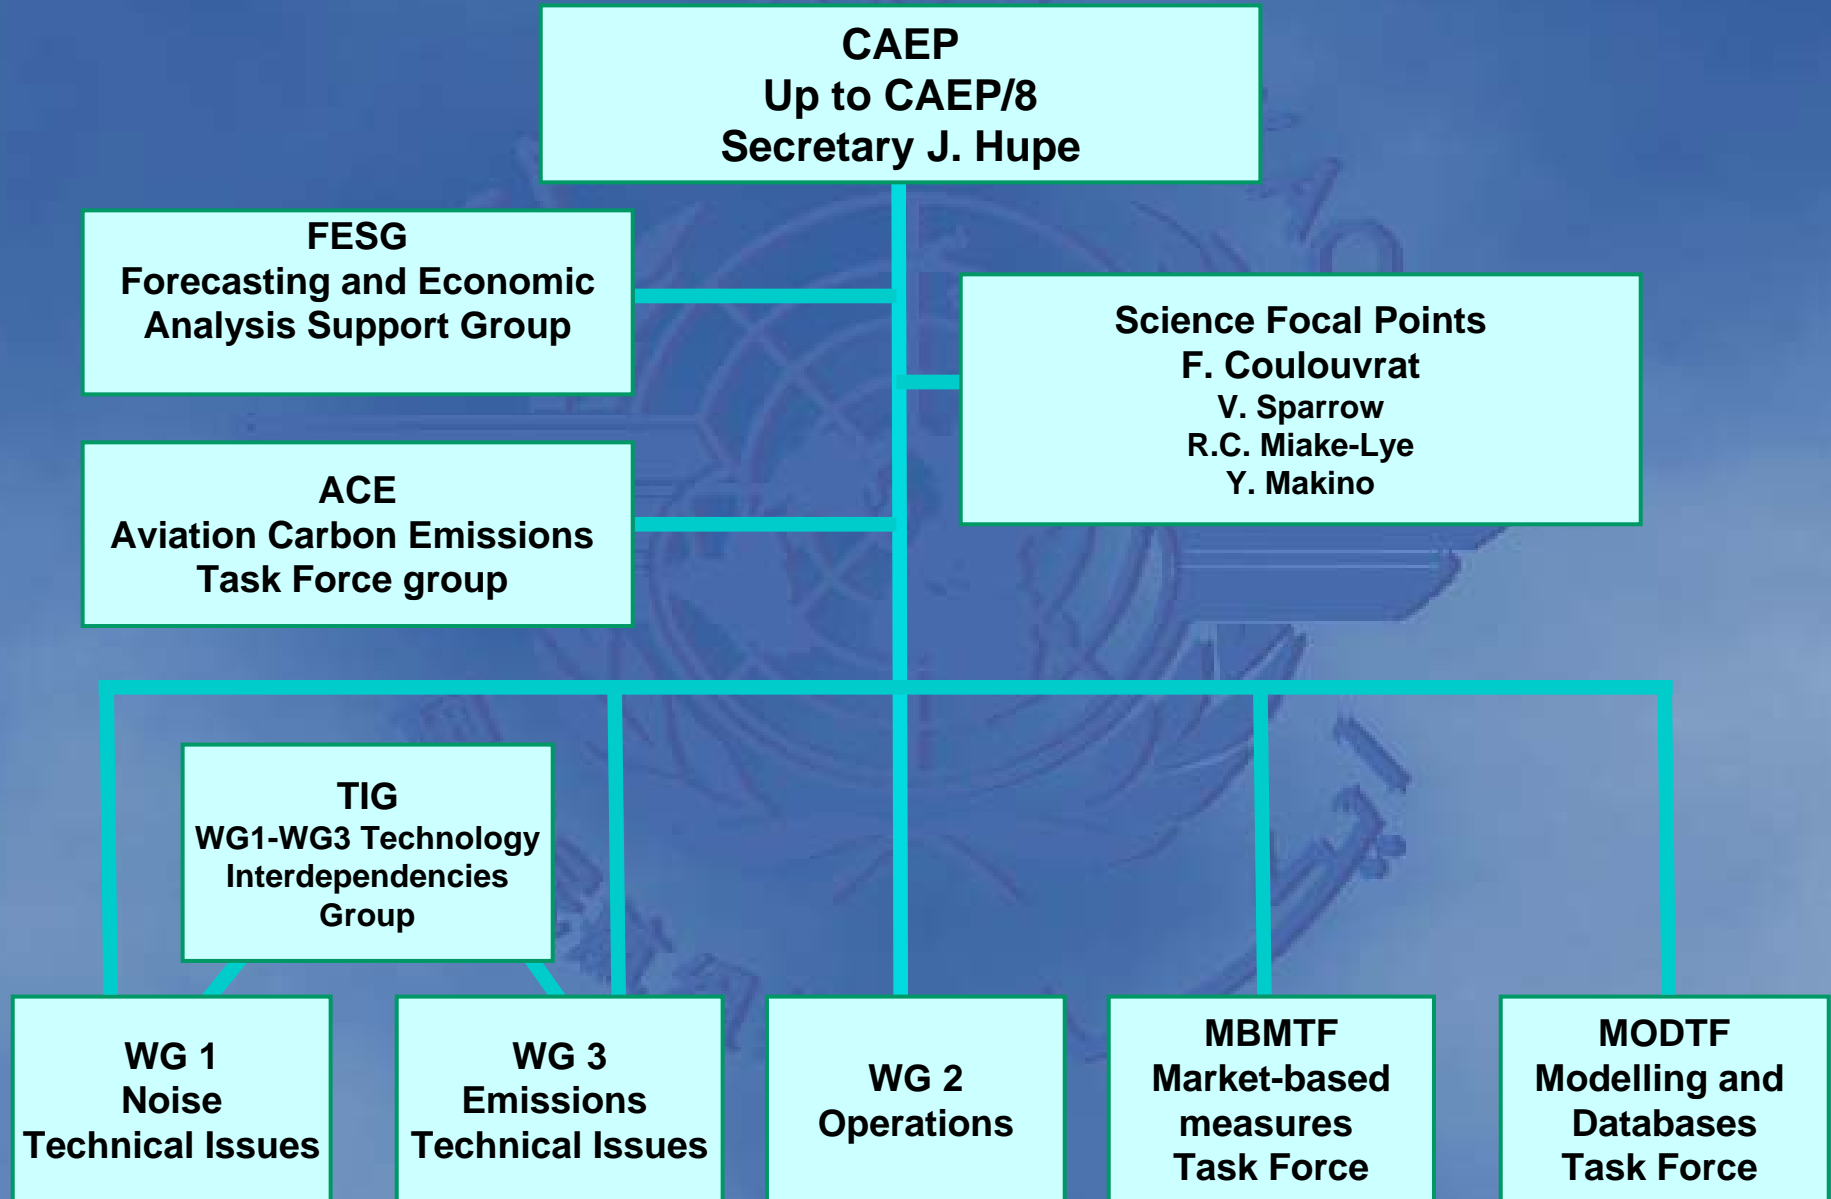 CAEP
Up to CAEP/8
Secretary J. Hupe
FESG
Forecasting and Economic
Analysis Support Group
Science Focal Points
F. Coulouvrat
V. Sparrow
R.C. Miake-Lye
Y. Makino
ACE
Aviation Carbon Emissions
Task Force group
TIG
WG1-WG3 Technology
Interdependencies
Group
WG 1
Noise
Technical Issues
WG 3
Emissions
Technical Issues
WG 2
Operations
MBMTF
Market-based
measures
Task Force
MODTF
Modelling and
Databases
Task Force